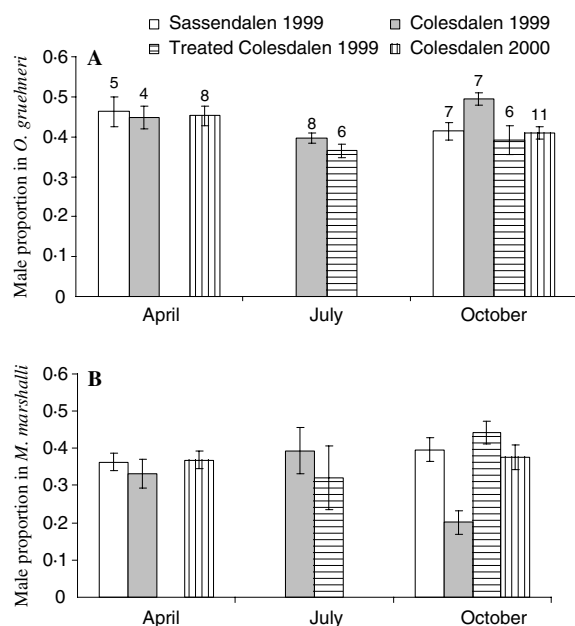 Sassendalen 1999 Colesdalen 1999
Treated Colesdalen 1999 Colesdalen 2000
A
Male proportion in O. gruehneri
0·6
0·5
0·4
0·3
0·2
0·1
0
5 4 8 8 6 7 7 6 11
April July October
B
Male proportion in M. marshalli
0·6
0·5
0·4
0·3
0·2
0·1
0
April July October